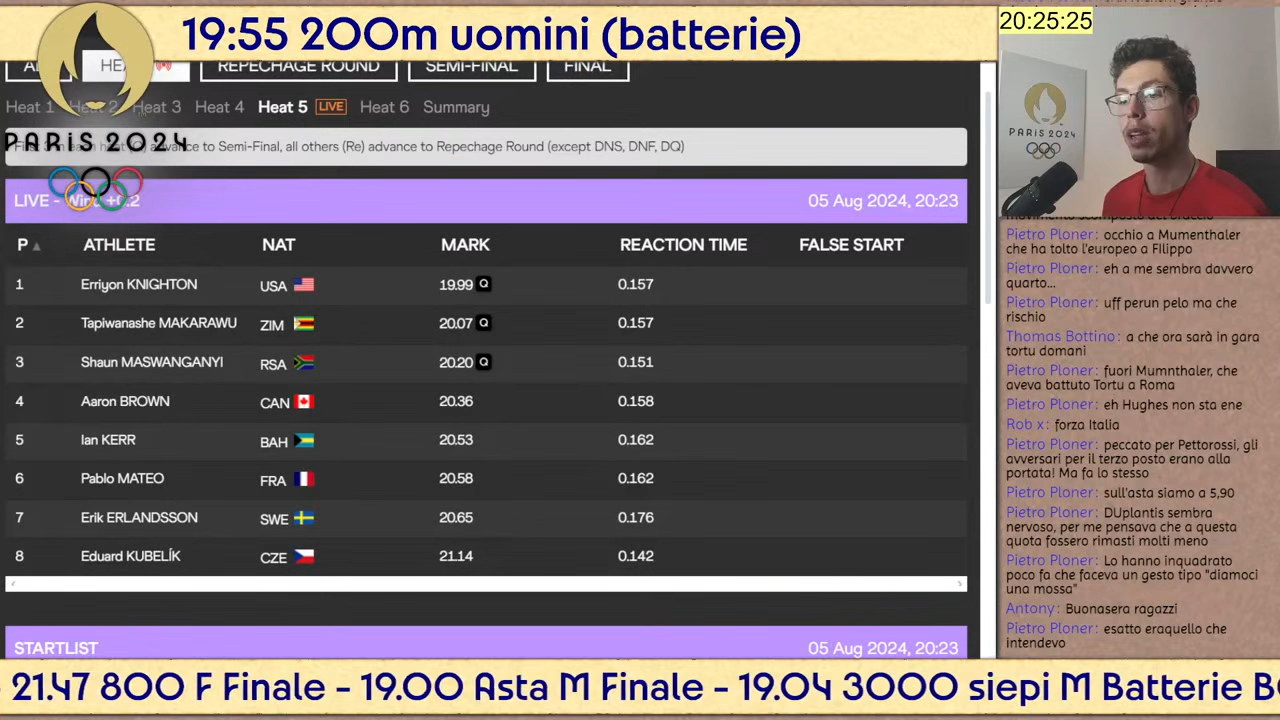 19:55 200m uomini (batterie)
20:25:25
REPECHAGE ROUND
SEMI-FINAL
FINAL
Heat 1 Heat 2 Heat 3 Heat 4 Heat 5 LIVE Heat 6 Summary
PARIS 2024
advance to Semi-Final, all others (Re) advance to Repechage Round (except DNS, DNF, DQ)
LIVE - Wind +0.2 05 Aug 2024, 20:23
P ATHLETE NAT MARK REACTION TIME FALSE START
1 Erriyon KNIGHTON USA 19.99 Q 0.157
2 Tapiwanashe MAKARAWU ZIM 20.07 Q 0.157
3 Shaun MASWANGANYI RSA 20.20 Q 0.151
4 Aaron BROWN CAN 20.36 0.158
5 Ian KERR BAH 20.53 0.162
6 Pablo MATEO FRA 20.58 0.162
7 Erik ERLANDSSON SWE 20.65 0.176
8 Eduard KUBELÍK CZE 21.14 0.142
STARTLIST 05 Aug 2024, 20:23
PARIS 2024
Pietro Ploner: occhio a Mumenthaler
che ha tolto l'europeo a FIlippo
Pietro Ploner: eh a me sembra davvero
quarto...
Pietro Ploner: uff perun pelo ma che
rischio
Thomas Bottino: a che ora sarà in gara
tortu domani
Pietro Ploner: fuori Mumnthaler, che
aveva battuto Tortu a Roma
Pietro Ploner: eh Hughes non sta ene
Rob x: forza Italia
Pietro Ploner: peccato per Pettorossi, gli
avversari per il terzo posto erano alla
portata! Ma fa lo stesso
Pietro Ploner: sull'asta siamo a 5,90
Pietro Ploner: DUplantis sembra
nervoso, per me pensava che a questa
quota fossero rimasti molti meno
Pietro Ploner: Lo hanno inquadrato
poco fa che faceva un gesto tipo "diamoci
una mossa"
Antony: Buonasera ragazzi
Pietro Ploner: esatto eraquello che
intendevo
21.47 800 F Finale - 19.00 Asta M Finale - 19.04 3000 siepi M Batterie